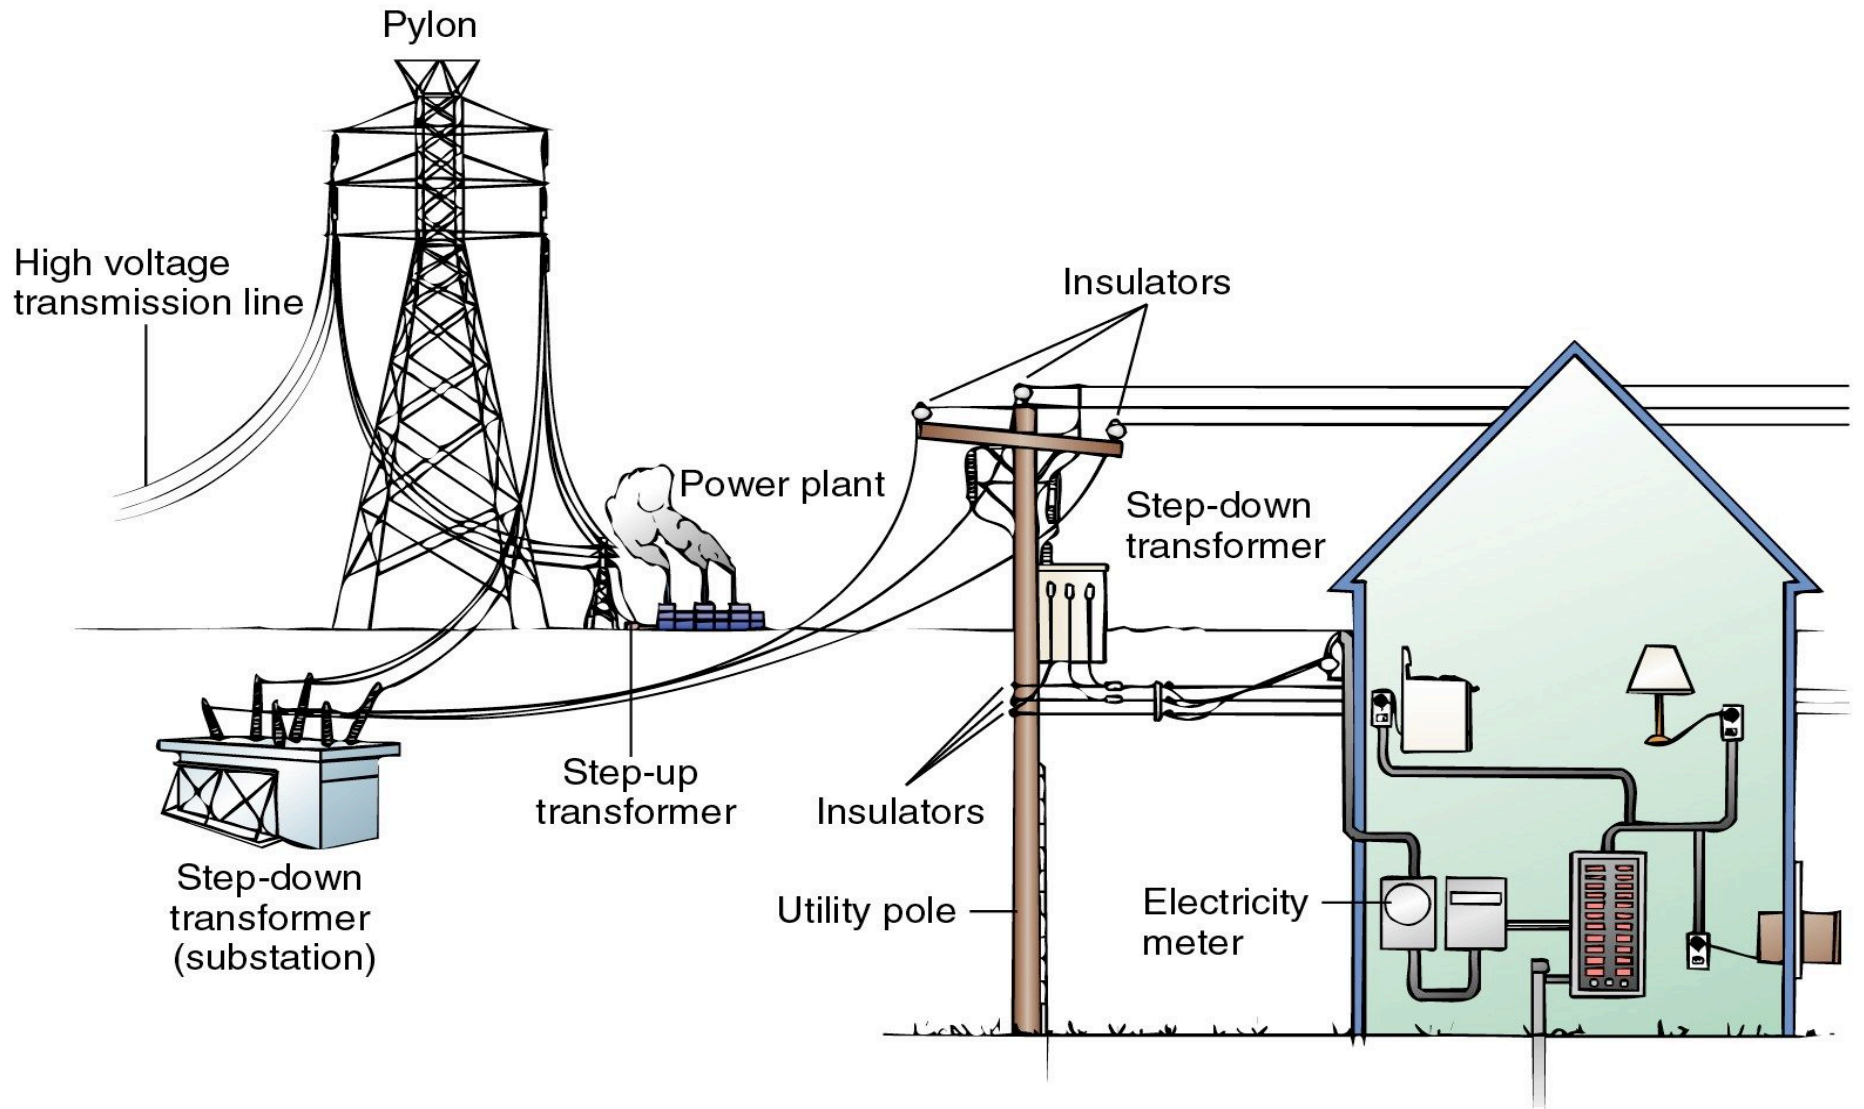 Pylon
High voltage
transmission line
Insulators
Power plant
Step-down
transformer
Step-up
transformer
Insulators
Step-down
transformer
(substation)
Utility pole
Electricity
meter